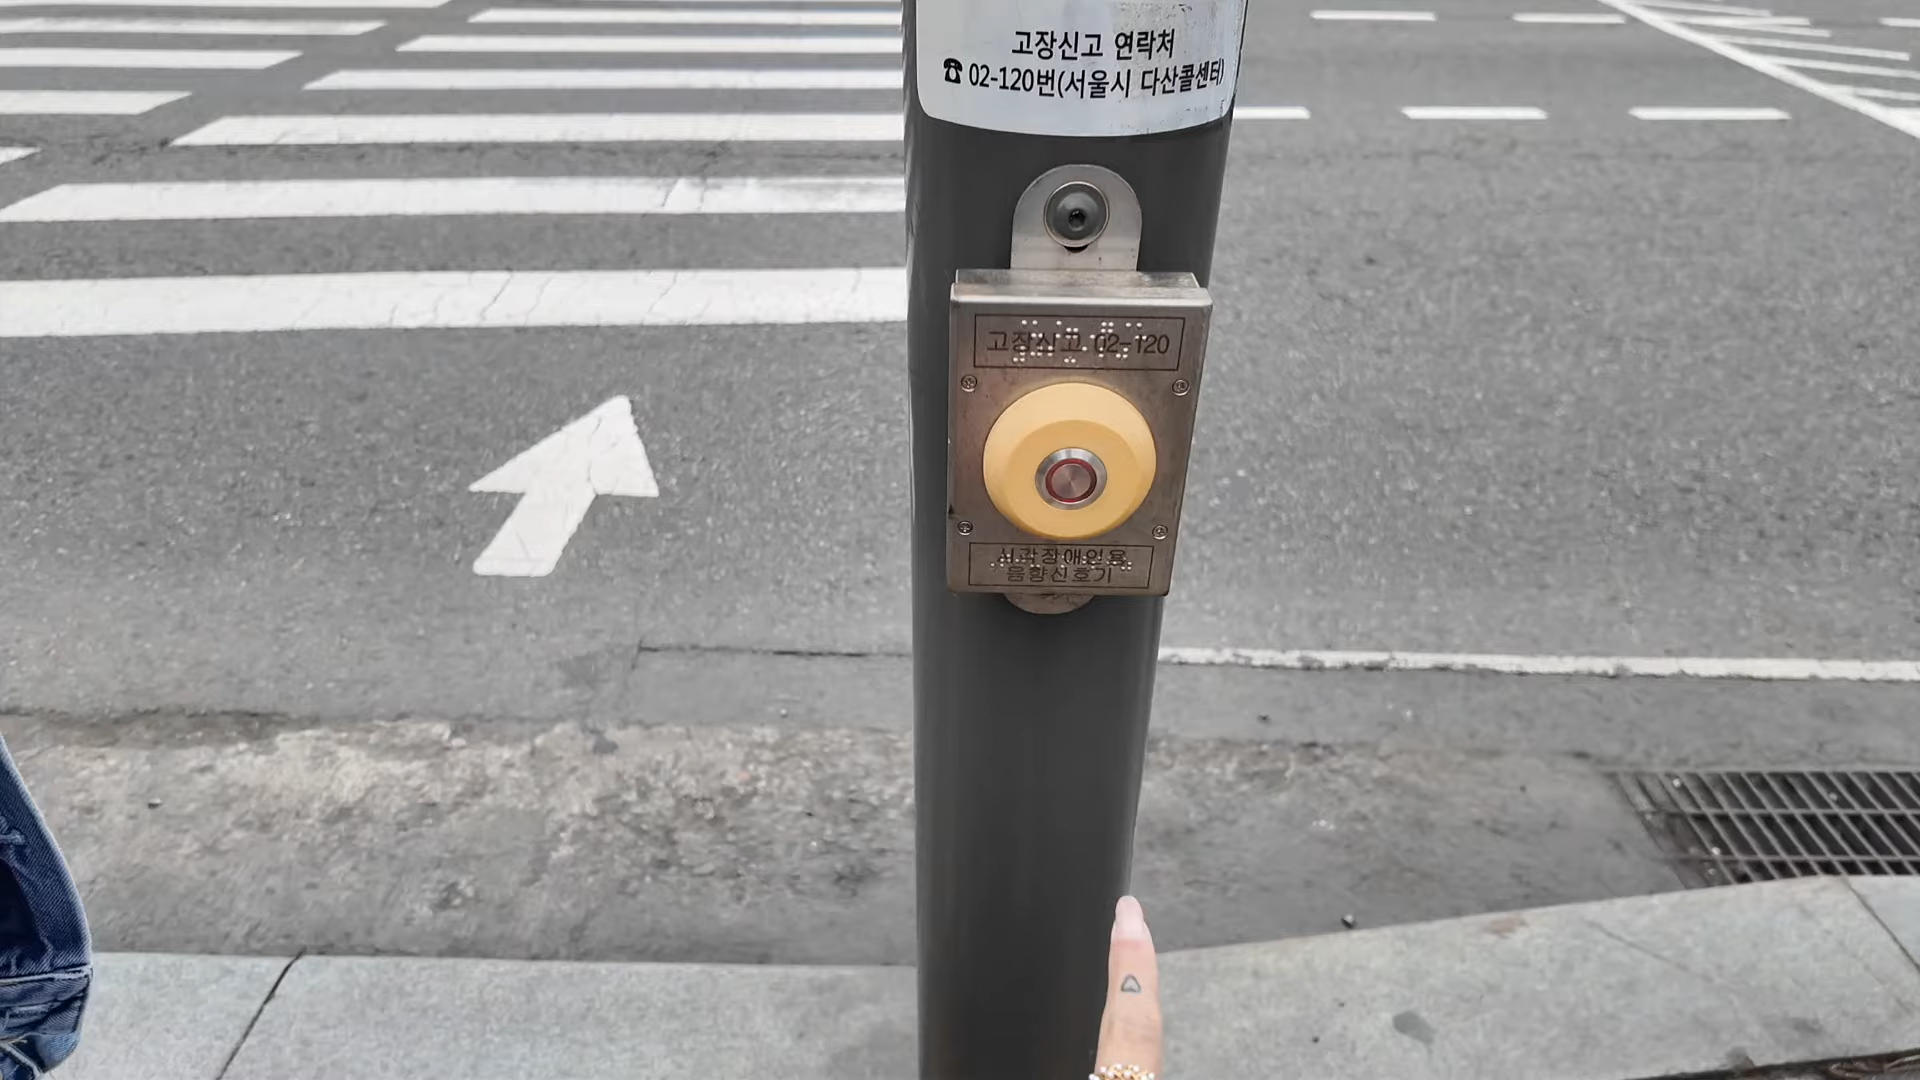 고장신고 연락처
☎ 02-120번(서울시 다산콜센터)
고장신고 02-120
시각장애인용
음향신호기